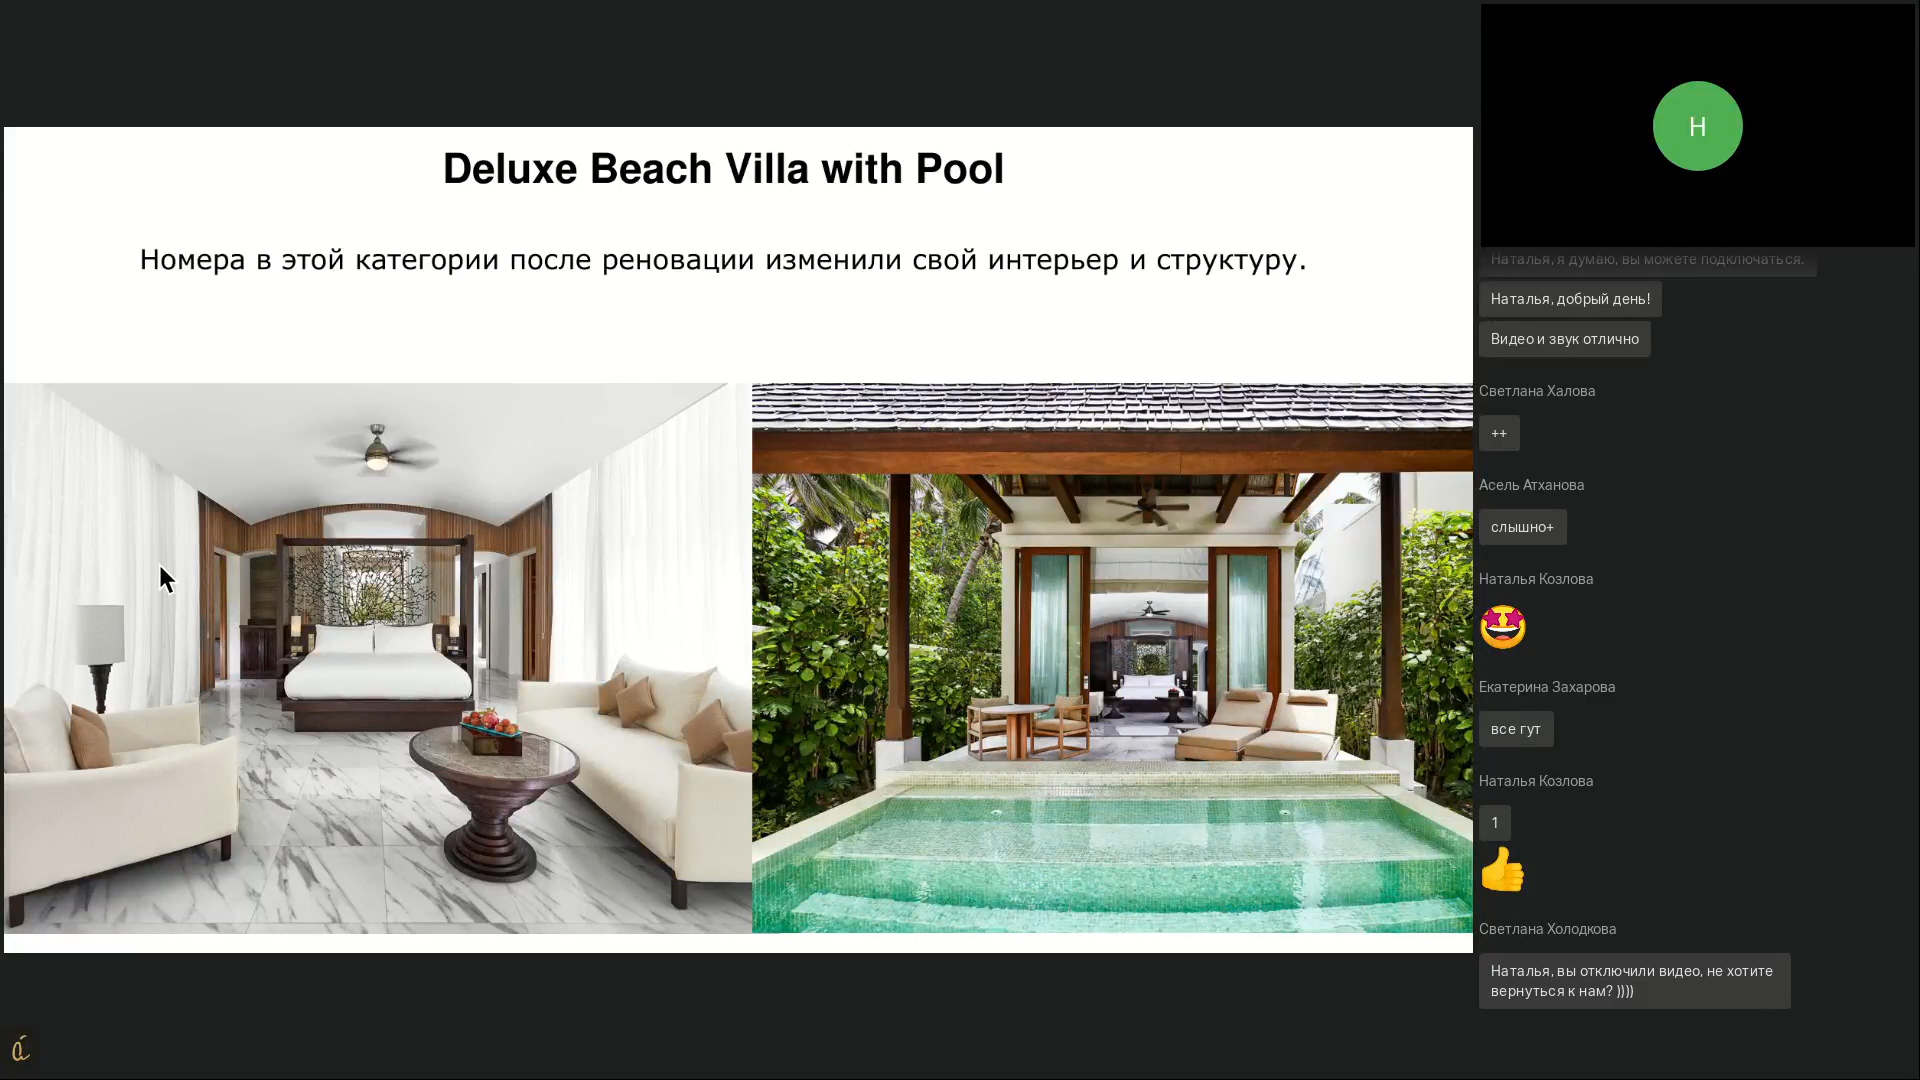 Deluxe Beach Villa with Pool
Номера в этой категории после реновации изменили свой интерьер и структуру.
Н
Наталья, я думаю, вы можете подключаться.
Наталья, добрый день!
Видео и звук отлично
Светлана Халова
++
Асель Атханова
слышно+
Наталья Козлова
Екатерина Захарова
все гут
Наталья Козлова
1
Светлана Холодкова
Наталья, вы отключили видео, не хотите
вернуться к нам? ))))
á